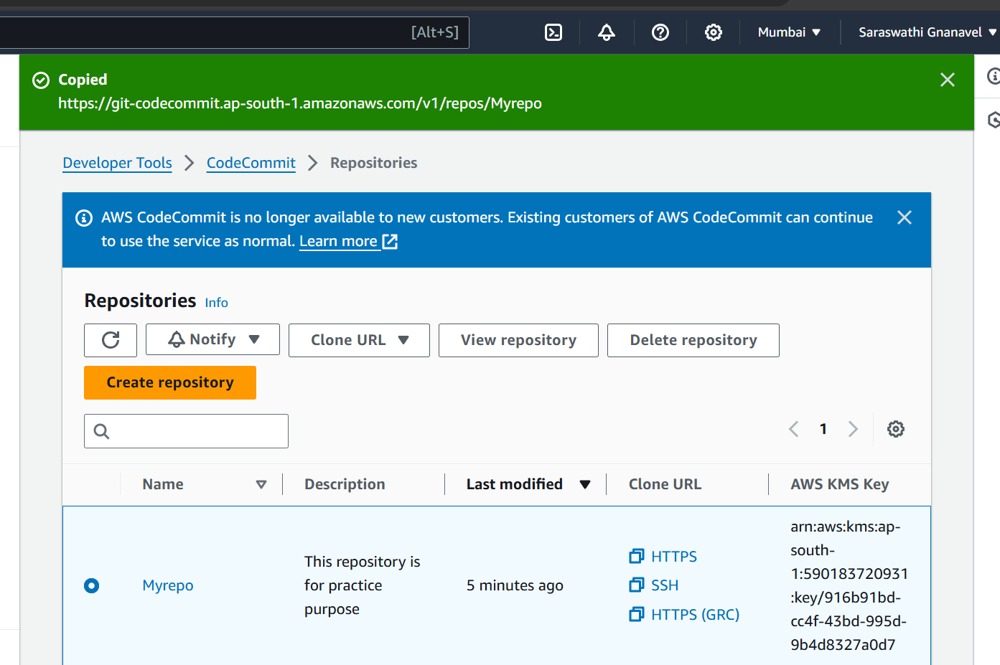 [Alt+S]
Mumbai
Saraswathi Gnanavel
Copied
https://git-codecommit.ap-south-1.amazonaws.com/v1/repos/Myrepo
Developer Tools
CodeCommit
Repositories
AWS CodeCommit is no longer available to new customers. Existing customers of AWS CodeCommit can continue
to use the service as normal. Learn more
Repositories Info
Notify
Clone URL
View repository
Delete repository
Create repository
1
Name
Description
Last modified
Clone URL
AWS KMS Key
Myrepo
This repository is
for practice
purpose
5 minutes ago
HTTPS
SSH
HTTPS (GRC)
arn:aws:kms:ap-
south-
1:590183720931
:key/916b91bd-
cc4f-43bd-995d-
9b4d8327a0d7